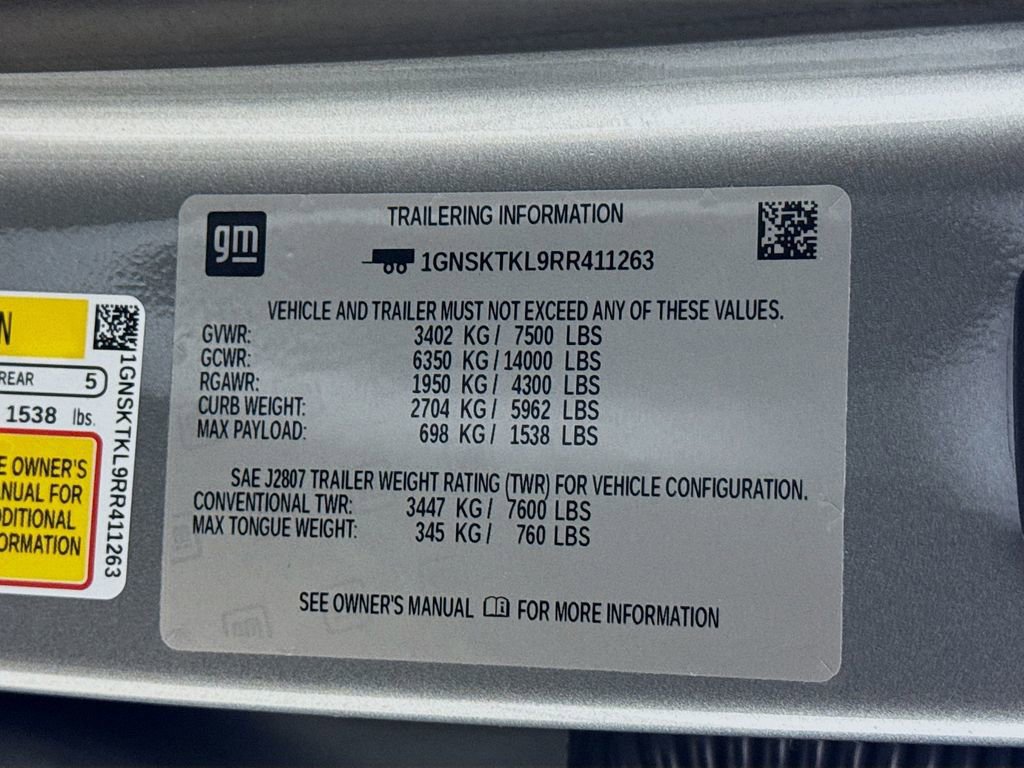 gm
TRAILERING INFORMATION
1GNSKTKL9RR411263
VEHICLE AND TRAILER MUST NOT EXCEED ANY OF THESE VALUES.
GVWR: 3402 KG/ 7500 LBS
GCWR: 6350 KG/14000 LBS
RGAWR: 1950 KG/ 4300 LBS
CURB WEIGHT: 2704 KG/ 5962 LBS
MAX PAYLOAD: 698 KG/ 1538 LBS
SAE J2807 TRAILER WEIGHT RATING (TWR) FOR VEHICLE CONFIGURATION.
CONVENTIONAL TWR: 3447 KG/ 7600 LBS
MAX TONGUE WEIGHT: 345 KG/ 760 LBS
SEE OWNER'S MANUAL FOR MORE INFORMATION
N
REAR 5
1538 lbs.
E OWNER'S
ANUAL FOR
DDITIONAL
ORMATION
1GNSKTKL9RR411263